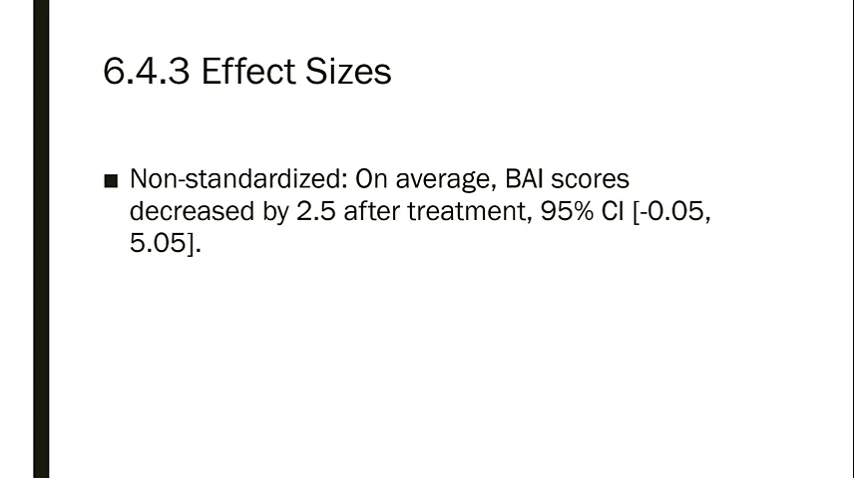 6.4.3 Effect Sizes
■ Non-standardized: On average, BAI scores
decreased by 2.5 after treatment, 95% CI [-0.05,
5.05].